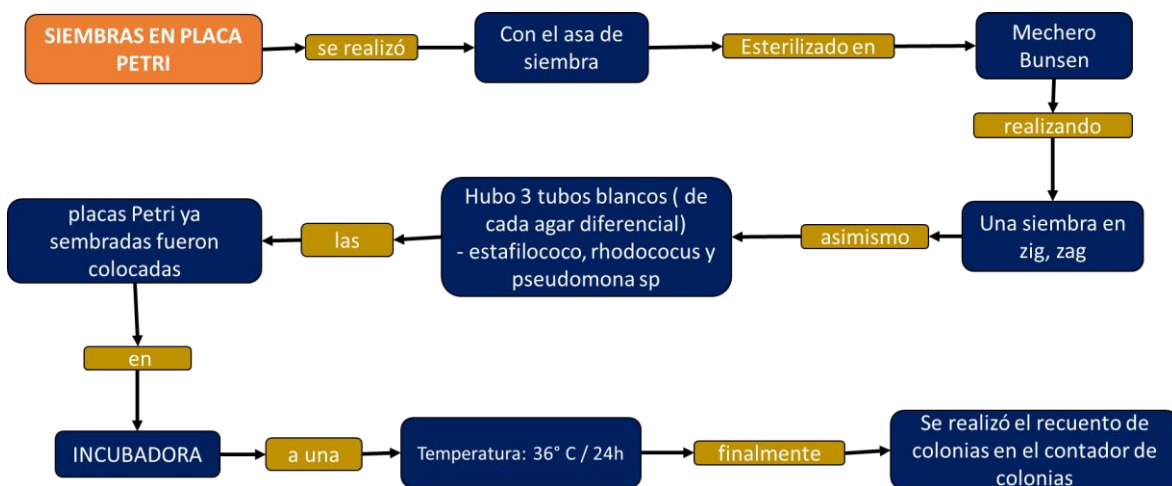 SIEMBRAS EN PLACA
PETRI
se realizó
Con el asa de
siembra
Esterilizado en
Mechero
Bunsen
realizando
Una siembra en
zig, zag
asimismo
Hubo 3 tubos blancos ( de
cada agar diferencial)
- estafilococo, rhodococus y
pseudomona sp
las
placas Petri ya
sembradas fueron
colocadas
en
INCUBADORA
a una
Temperatura: 36° C / 24h
finalmente
Se realizó el recuento de
colonias en el contador de
colonias